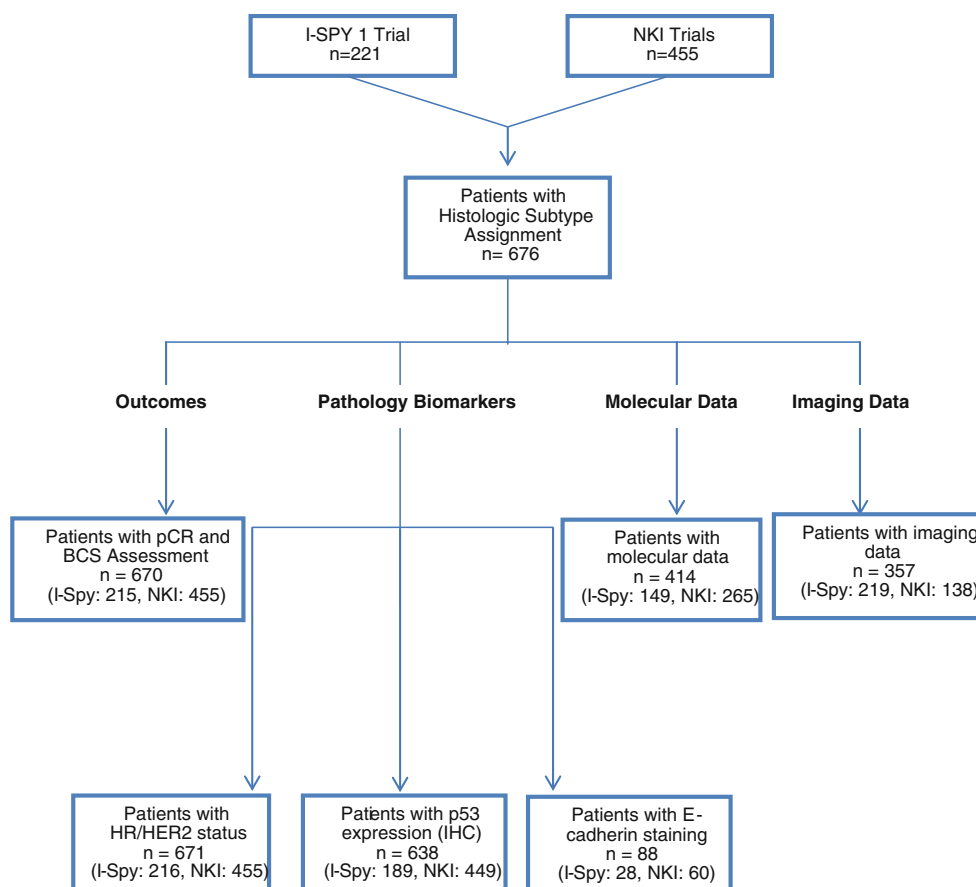 I-SPY 1 Trial
n=221
NKI Trials
n=455
Patients with
Histologic Subtype
Assignment
n= 676
Outcomes
Pathology Biomarkers
Molecular Data
Imaging Data
Patients with pCR and
BCS Assessment
n = 670
(I-Spy: 215, NKI: 455)
Patients with
molecular data
n = 414
(I-Spy: 149, NKI: 265)
Patients with imaging
data
n = 357
(I-Spy: 219, NKI: 138)
Patients with
HR/HER2 status
n = 671
(I-Spy: 216, NKI: 455)
Patients with p53
expression (IHC)
n = 638
(I-Spy: 189, NKI: 449)
Patients with E-
cadherin staining
n = 88
(I-Spy: 28, NKI: 60)